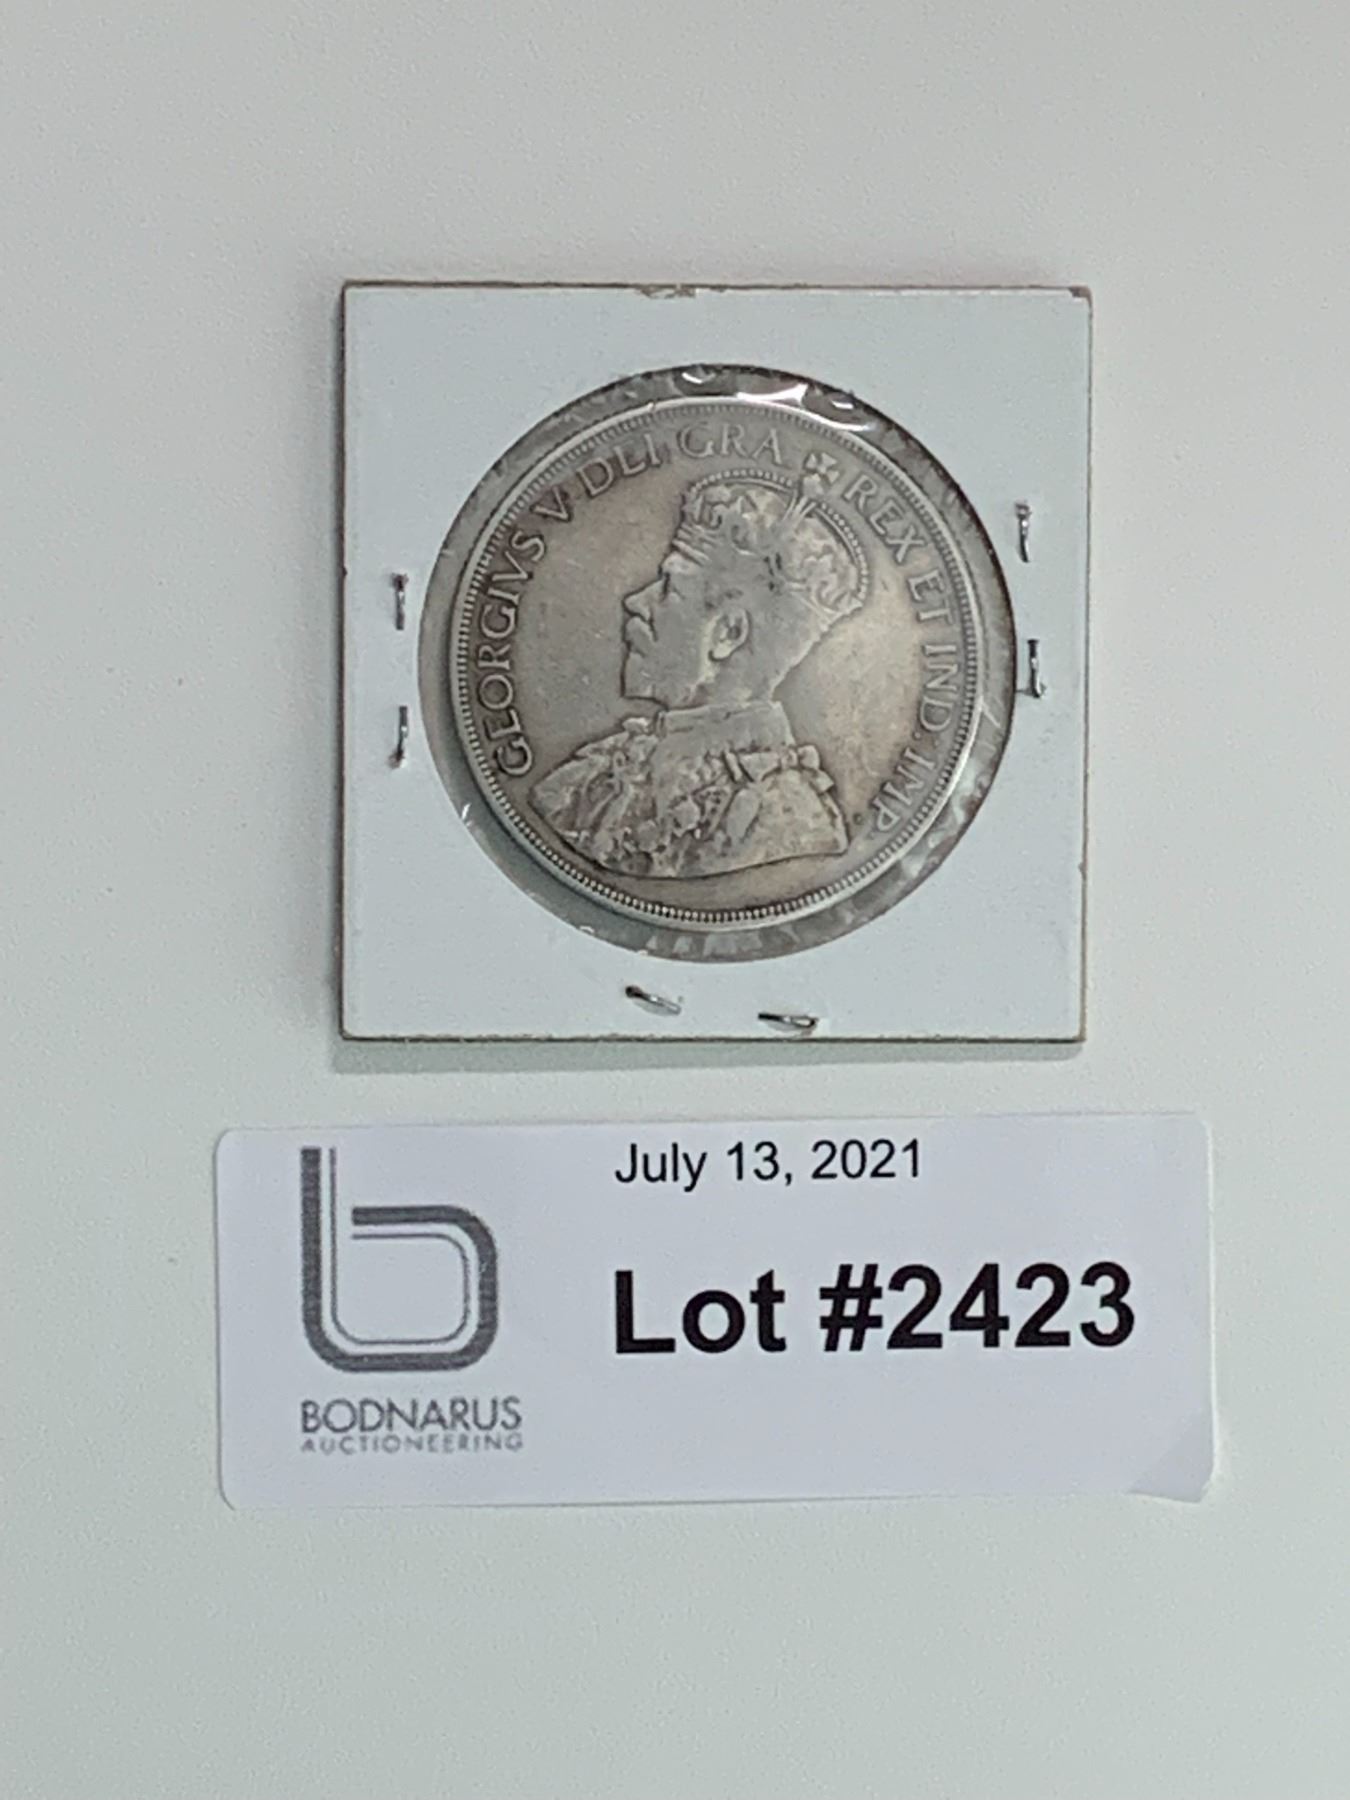 GEORGIVS V DEI GRA REX ET IND: IMP
July 13, 2021
Lot #2423
BODNARUS
AUCTIONEERING